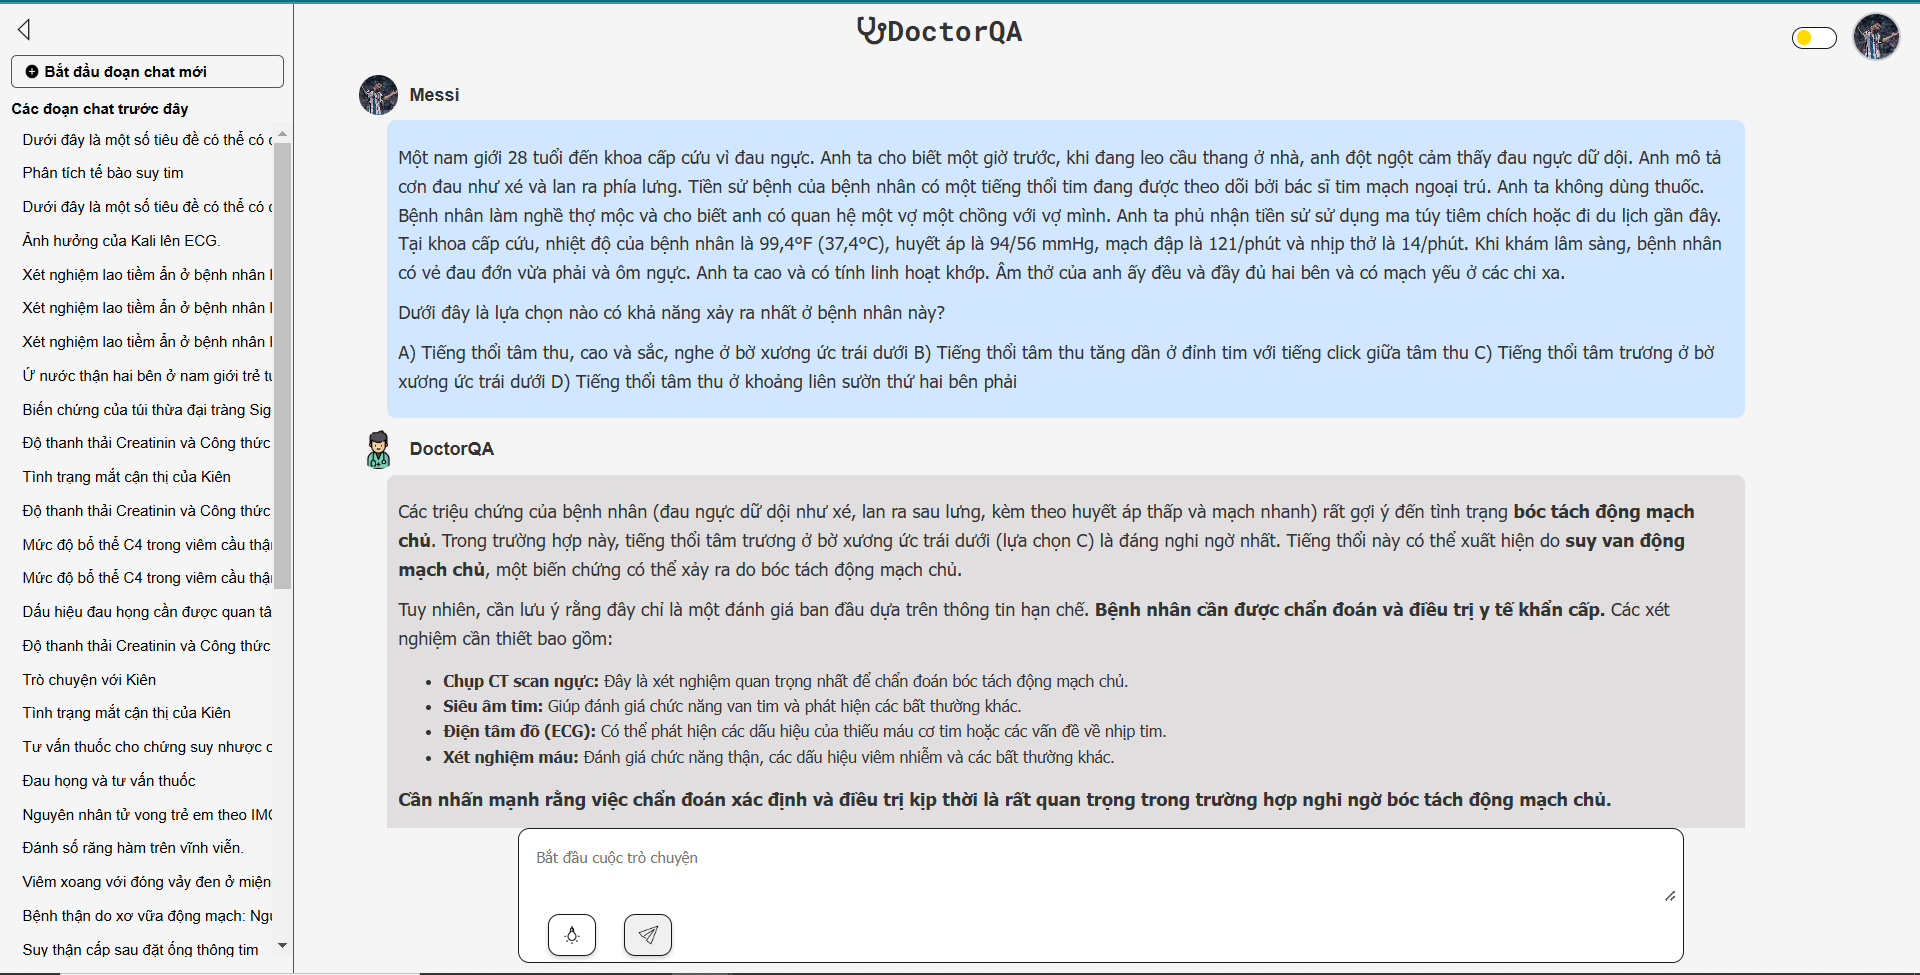 DoctorQA
Bắt đầu đoạn chat mới
Các đoạn chat trước đây
Dưới đây là một số tiêu đề có thể có
Phân tích tế bào suy tim
Dưới đây là một số tiêu đề có thể có
Ảnh hưởng của Kali lên ECG.
Xét nghiệm lao tiềm ẩn ở bệnh nhân
Xét nghiệm lao tiềm ẩn ở bệnh nhân
Xét nghiệm lao tiềm ẩn ở bệnh nhân
Ứ nước thận hai bên ở nam giới trẻ
Biến chứng của túi thừa đại tràng Sig
Độ thanh thải Creatinin và Công thức
Tình trạng mắt cận thị của Kiên
Độ thanh thải Creatinin và Công thức
Mức độ bổ thể C4 trong viêm cầu
Mức độ bổ thể C4 trong viêm cầu
Dấu hiệu đau họng cần được quan
Độ thanh thải Creatinin và Công thức
Trò chuyện với Kiên
Tình trạng mắt cận thị của Kiên
Tư vấn thuốc cho chứng suy nhược
Đau họng và tư vấn thuốc
Nguyên nhân tử vong trẻ em theo
Đánh số răng hàm trên vĩnh viễn.
Viêm xoang với đóng vảy đen ở miện
Bệnh thận do xơ vữa động mạch:
Suy thận cấp sau đặt ống thông tim
Messi
Một nam giới 28 tuổi đến khoa cấp cứu vì đau ngực. Anh ta cho biết một giờ trước, khi đang leo cầu thang ở nhà, anh đột ngột cảm thấy đau ngực dữ dội. Anh mô tả
cơn đau như xé và lan ra phía lưng. Tiền sử bệnh của bệnh nhân có một tiếng thổi tim đang được theo dõi bởi bác sĩ tim mạch ngoại trú. Anh ta không dùng thuốc.
Bệnh nhân làm nghề thợ mộc và cho biết anh có quan hệ một vợ một chồng với vợ mình. Anh ta phủ nhận tiền sử sử dụng ma túy tiêm chích hoặc đi du lịch gần đây.
Tại khoa cấp cứu, nhiệt độ của bệnh nhân là 99,4°F (37,4°C), huyết áp là 94/56 mmHg, mạch đập là 121/phút và nhịp thở là 14/phút. Khi khám lâm sàng, bệnh nhân
có vẻ đau đớn vừa phải và ôm ngực. Anh ta cao và có tính linh hoạt khớp. Âm thở của anh ấy đều và đầy đủ hai bên và có mạch yếu ở các chi xa.
Dưới đây là lựa chọn nào có khả năng xảy ra nhất ở bệnh nhân này?
A) Tiếng thổi tâm thu, cao và sắc, nghe ở bờ xương ức trái dưới B) Tiếng thổi tâm thu tăng dần ở đỉnh tim với tiếng click giữa tâm thu C) Tiếng thổi tâm trương ở bờ
xương ức trái dưới D) Tiếng thổi tâm thu ở khoảng liên sườn thứ hai bên phải
DoctorQA
Các triệu chứng của bệnh nhân (đau ngực dữ dội như xé, lan ra sau lưng, kèm theo huyết áp thấp và mạch nhanh) rất gợi ý đến tình trạng bóc tách động mạch
chủ. Trong trường hợp này, tiếng thổi tâm trương ở bờ xương ức trái dưới (lựa chọn C) là đáng nghi ngờ nhất. Tiếng thổi này có thể xuất hiện do suy van động
mạch chủ, một biến chứng có thể xảy ra do bóc tách động mạch chủ.
Tuy nhiên, cần lưu ý rằng đây chỉ là một đánh giá ban đầu dựa trên thông tin hạn chế. Bệnh nhân cần được chẩn đoán và điều trị y tế khẩn cấp. Các xét
nghiệm cần thiết bao gồm:
• Chụp CT scan ngực: Đây là xét nghiệm quan trọng nhất để chẩn đoán bóc tách động mạch chủ.
• Siêu âm tim: Giúp đánh giá chức năng van tim và phát hiện các bất thường khác.
• Điện tâm đồ (ECG): Có thể phát hiện các dấu hiệu của thiếu máu cơ tim hoặc các vấn đề về nhịp tim.
• Xét nghiệm máu: Đánh giá chức năng thận, các dấu hiệu viêm nhiễm và các bất thường khác.
Cần nhấn mạnh rằng việc chẩn đoán xác định và điều trị kịp thời là rất quan trọng trong trường hợp nghi ngờ bóc tách động mạch chủ.
Bắt đầu cuộc trò chuyện